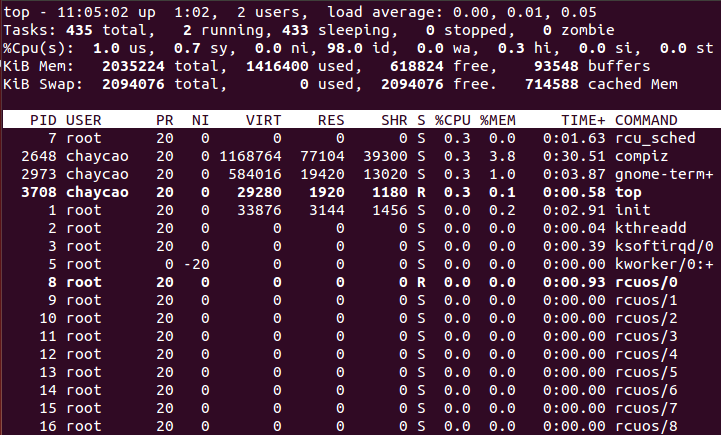 top - 11:05:02 up  1:02,  2 users,  load average: 0.00, 0.01, 0.05
Tasks: 435 total,   2 running, 433 sleeping,   0 stopped,   0 zombie
%Cpu(s):  1.0 us,  0.7 sy,  0.0 ni, 98.0 id,  0.0 wa,  0.3 hi,  0.0 si,  0.0 st
KiB Mem:   2035224 total,  1416400 used,   618824 free,    93548 buffers
KiB Swap:  2094076 total,        0 used,  2094076 free.   714588 cached Mem
PID USER      PR  NI    VIRT    RES    SHR S  %CPU %MEM     TIME+ COMMAND
7 root      20   0       0      0      0 S   0.3  0.0   0:01.63 rcu_sched
2648 chaycao   20   0 1168764  77104  39300 S   0.3  3.8   0:30.51 compiz
2973 chaycao   20   0  584016  19420  13020 S   0.3  1.0   0:03.87 gnome-term+
3708 chaycao   20   0   29280   1920   1180 R   0.3  0.1   0:00.58 top
1 root      20   0   33876   3144   1456 S   0.0  0.2   0:02.91 init
2 root      20   0       0      0      0 S   0.0  0.0   0:00.04 kthreadd
3 root      20   0       0      0      0 S   0.0  0.0   0:00.39 ksoftirqd/0
5 root       0 -20       0      0      0 S   0.0  0.0   0:00.00 kworker/0:+
8 root      20   0       0      0      0 R   0.0  0.0   0:00.93 rcuos/0
9 root      20   0       0      0      0 S   0.0  0.0   0:00.00 rcuos/1
10 root      20   0       0      0      0 S   0.0  0.0   0:00.00 rcuos/2
11 root      20   0       0      0      0 S   0.0  0.0   0:00.00 rcuos/3
12 root      20   0       0      0      0 S   0.0  0.0   0:00.00 rcuos/4
13 root      20   0       0      0      0 S   0.0  0.0   0:00.00 rcuos/5
14 root      20   0       0      0      0 S   0.0  0.0   0:00.00 rcuos/6
15 root      20   0       0      0      0 S   0.0  0.0   0:00.00 rcuos/7
16 root      20   0       0      0      0 S   0.0  0.0   0:00.00 rcuos/8